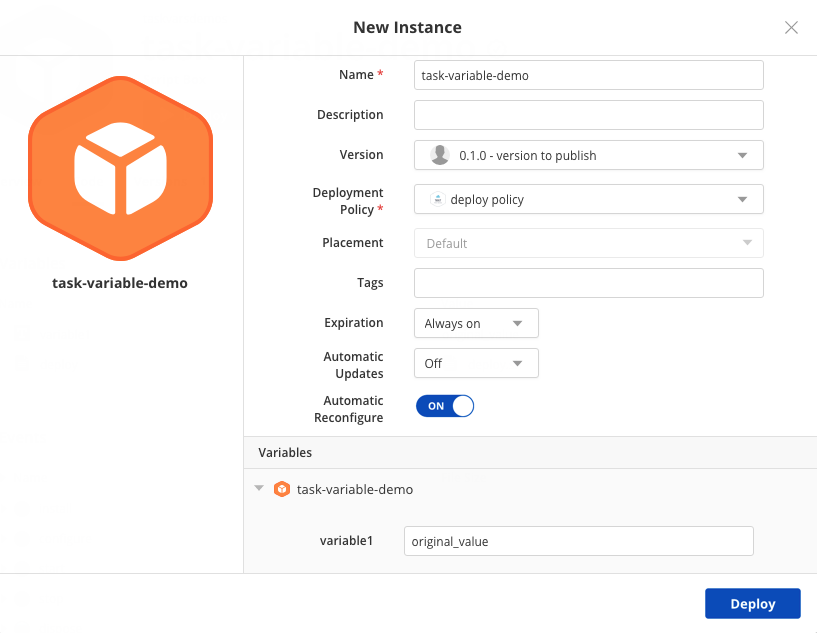 New Instance
task-variable-demo
Name *
task-variable-demo
Description
Version
0.1.0 - version to publish
Deployment
Policy *
deploy policy
Placement
Default
Tags
Expiration
Always on
Automatic
Updates
Off
Automatic
Reconfigure
ON
Variables
task-variable-demo
variable1
original_value
Deploy